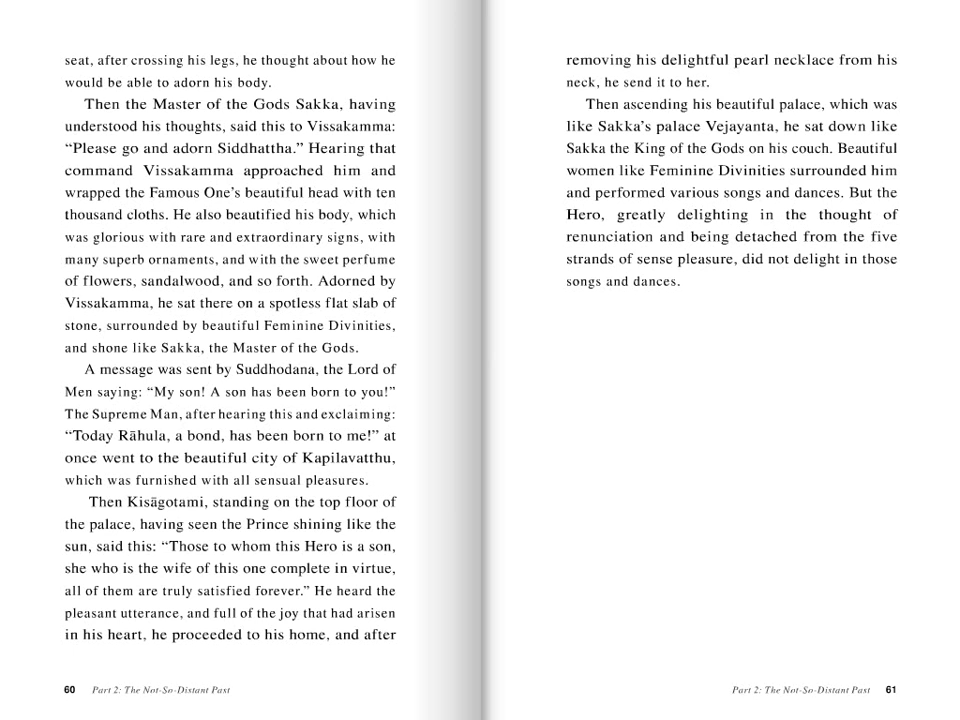 seat, after crossing his legs, he thought about how he
would be able to adorn his body.
Then the Master of the Gods Sakka, having
understood his thoughts, said this to Vissakamma:
“Please go and adorn Siddhattha.” Hearing that
command Vissakamma approached him and
wrapped the Famous One’s beautiful head with ten
thousand cloths. He also beautified his body, which
was glorious with rare and extraordinary signs, with
many superb ornaments, and with the sweet perfume
of flowers, sandalwood, and so forth. Adorned by
Vissakamma, he sat there on a spotless flat slab of
stone, surrounded by beautiful Feminine Divinities,
and shone like Sakka, the Master of the Gods.
A message was sent by Suddhodana, the Lord of
Men saying: “My son! A son has been born to you!”
The Supreme Man, after hearing this and exclaiming:
“Today Rāhula, a bond, has been born to me!” at
once went to the beautiful city of Kapilavatthu,
which was furnished with all sensual pleasures.
Then Kisāgotami, standing on the top floor of
the palace, having seen the Prince shining like the
sun, said this: “Those to whom this Hero is a son,
she who is the wife of this one complete in virtue,
all of them are truly satisfied forever.” He heard the
pleasant utterance, and full of the joy that had arisen
in his heart, he proceeded to his home, and after
60 Part 2: The Not-So-Distant Past
removing his delightful pearl necklace from his
neck, he send it to her.
Then ascending his beautiful palace, which was
like Sakka’s palace Vejayanta, he sat down like
Sakka the King of the Gods on his couch. Beautiful
women like Feminine Divinities surrounded him
and performed various songs and dances. But the
Hero, greatly delighting in the thought of
renunciation and being detached from the five
strands of sense pleasure, did not delight in those
songs and dances.
Part 2: The Not-So-Distant Past 61